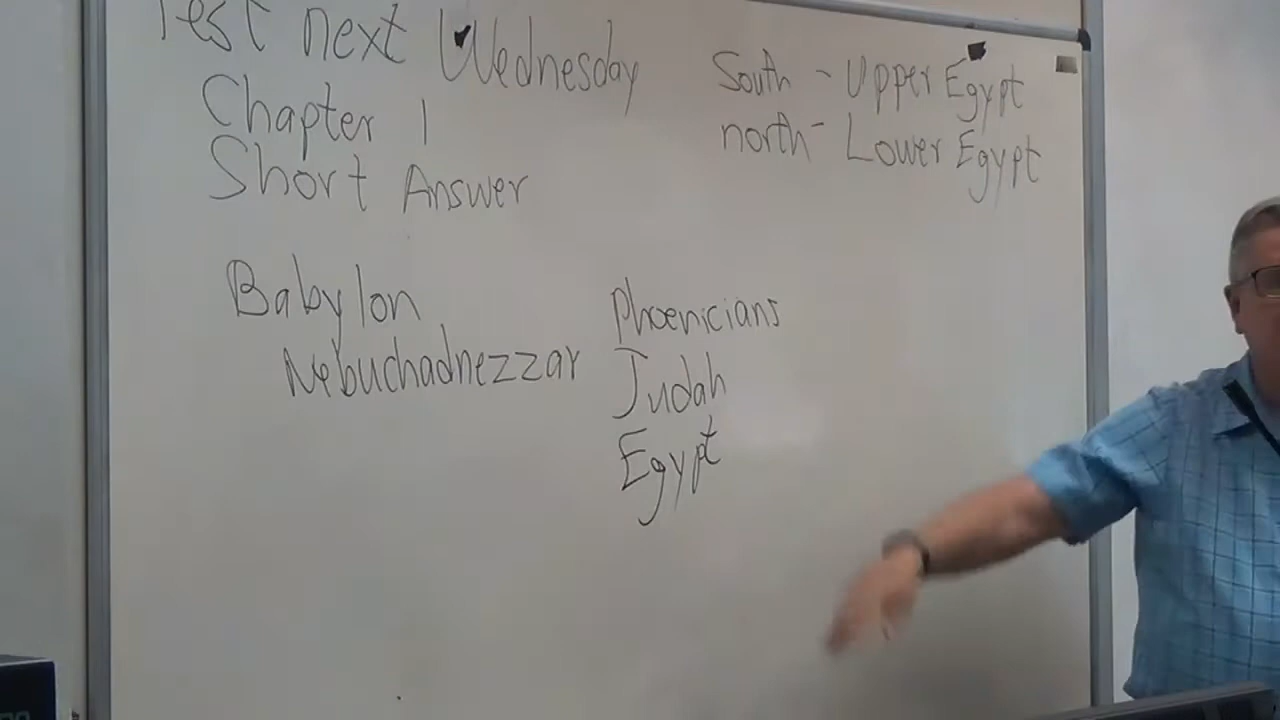 Test next Wednesday
Chapter 1
Short Answer
South - Upper Egypt
north - Lower Egypt
Babylon
Nebuchadnezzar
Phoenicians
Judah
Egypt